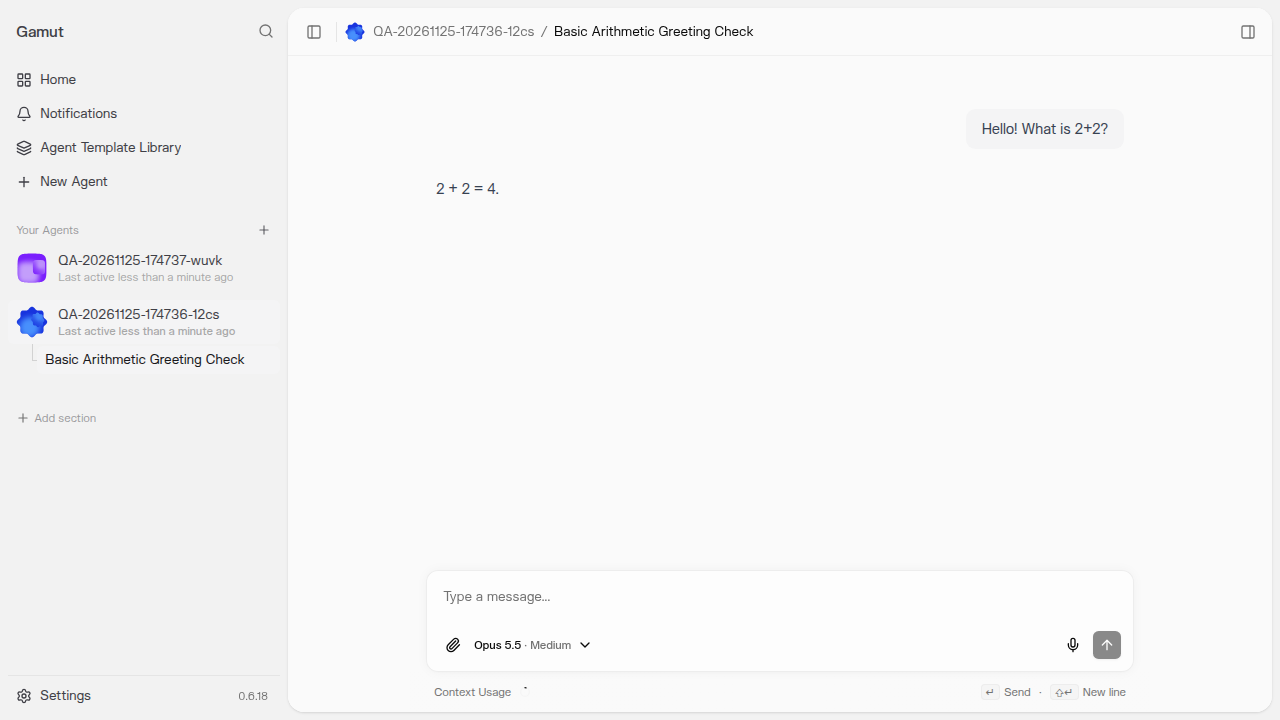 Gamut
Home
Notifications
Agent Template Library
New Agent
Your Agents
QA-20261125-174737-wuvk
Last active less than a minute ago
QA-20261125-174736-12cs
Last active less than a minute ago
Basic Arithmetic Greeting Check
Add section
Settings
0.6.18
QA-20261125-174736-12cs / Basic Arithmetic Greeting Check
Hello! What is 2+2?
2 + 2 = 4.
Type a message...
Opus 5.5 · Medium
Context Usage
Send · New line